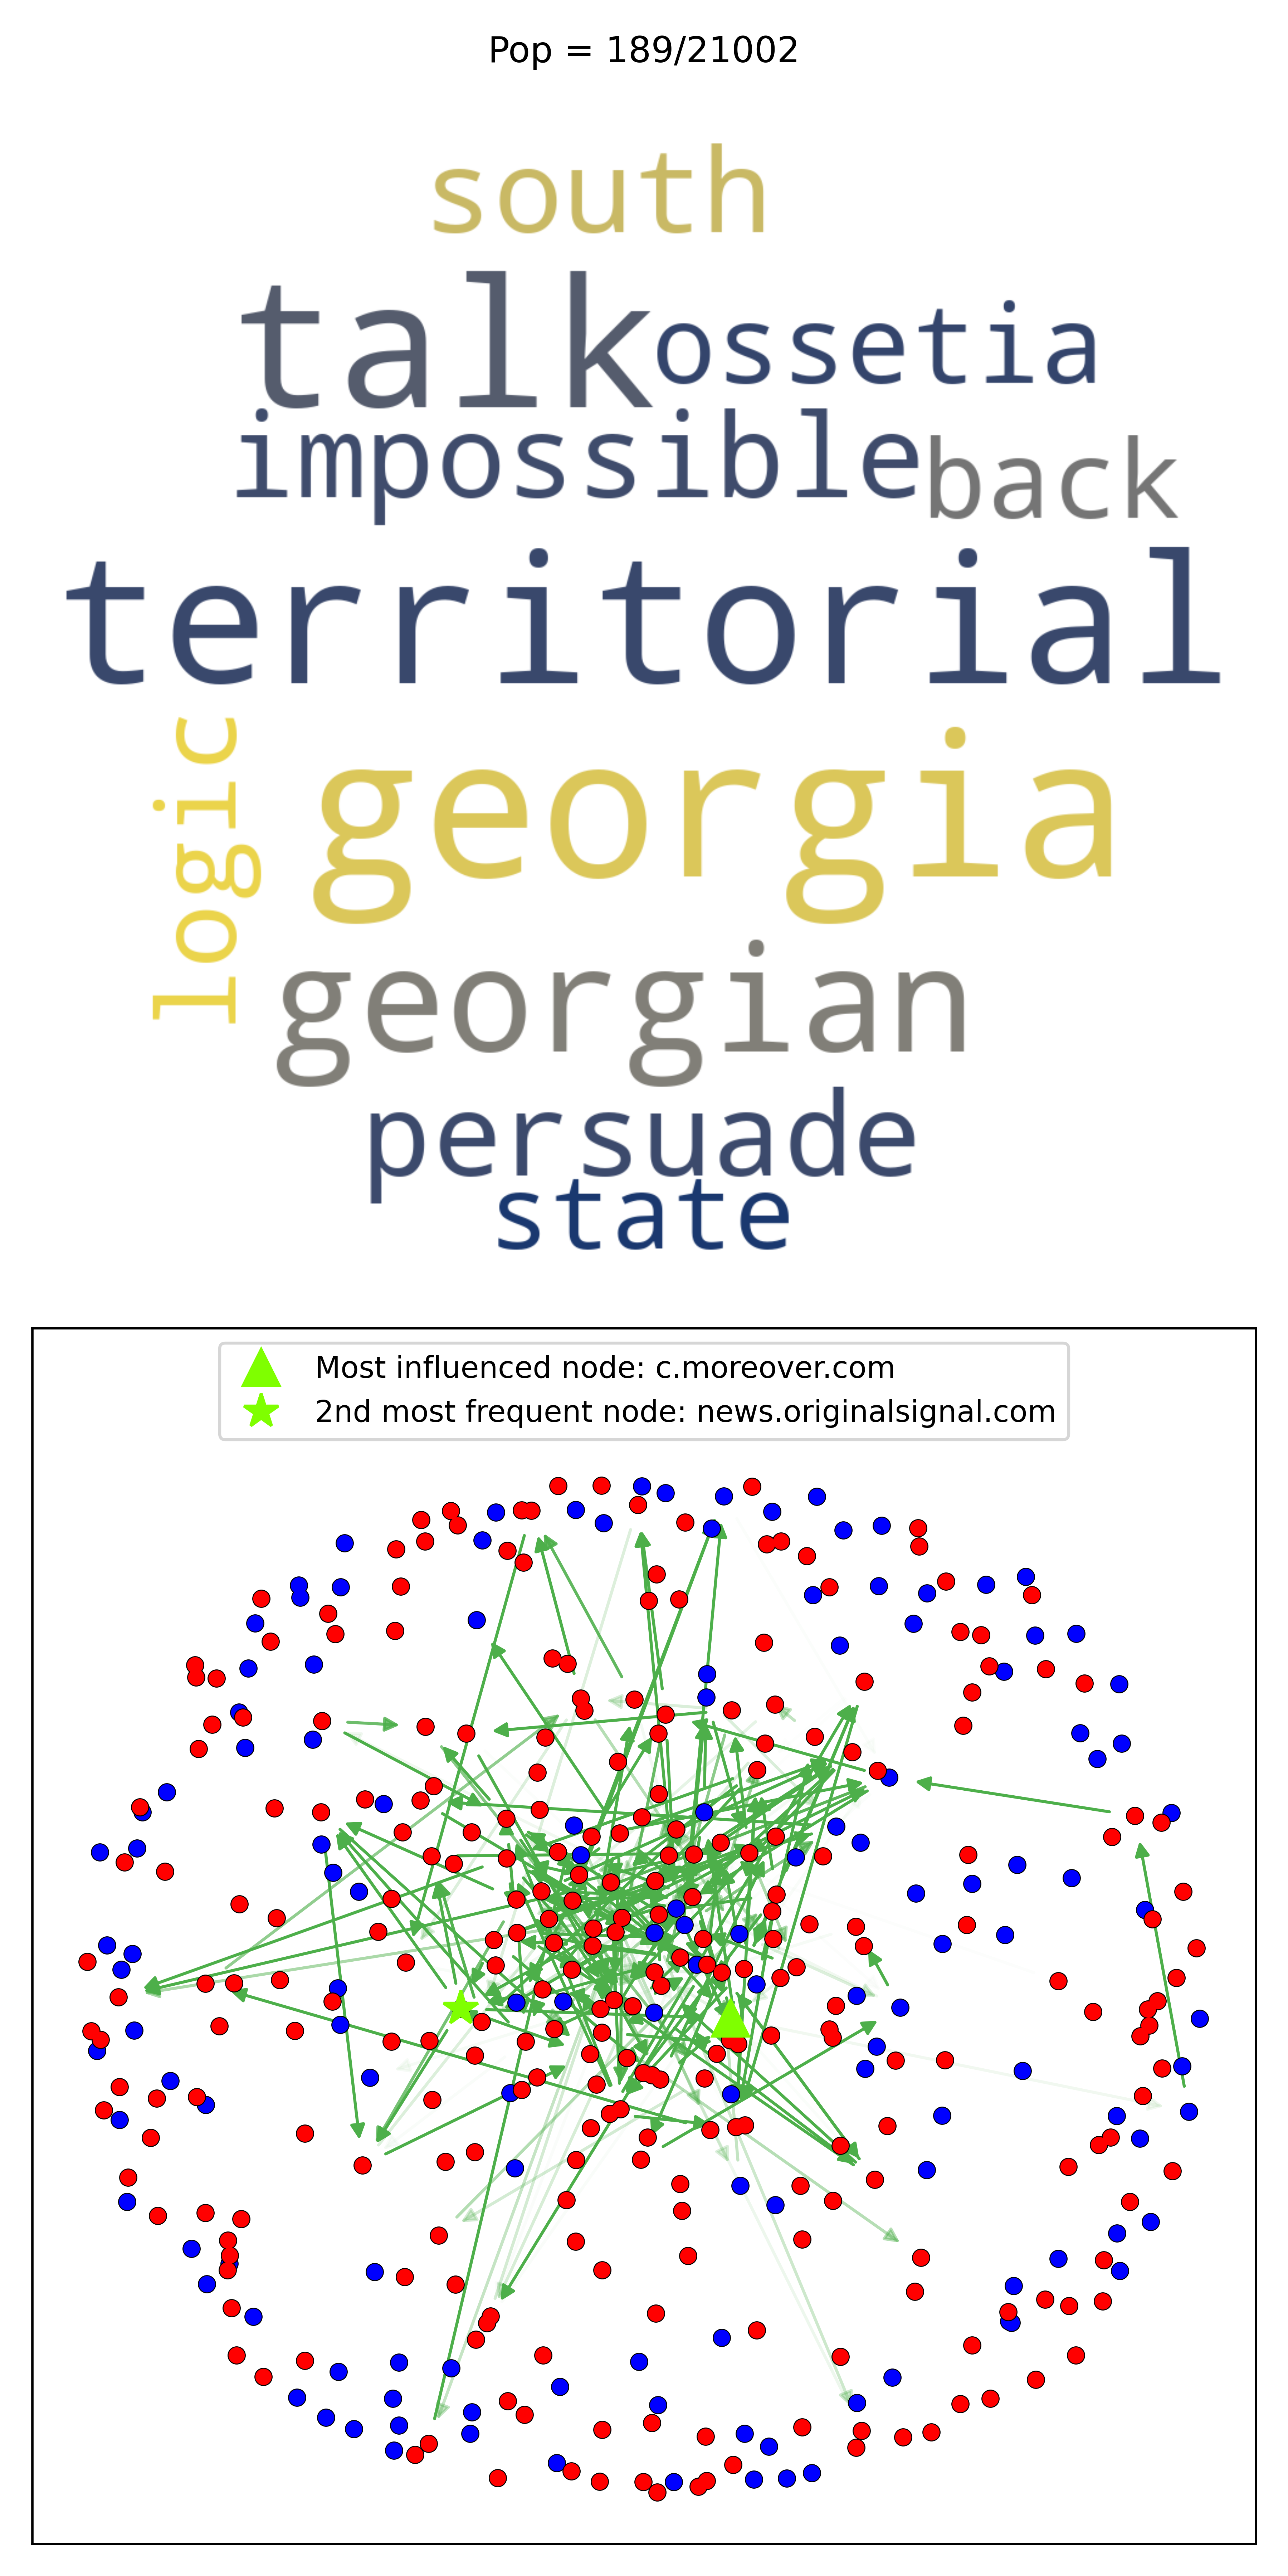 Pop = 189/21002
south
talk
ossetia
impossible
back
territorial
logic
georgia
georgian
persuade
state
Most influenced node: c.moreover.com
2nd most frequent node: news.originalsignal.com